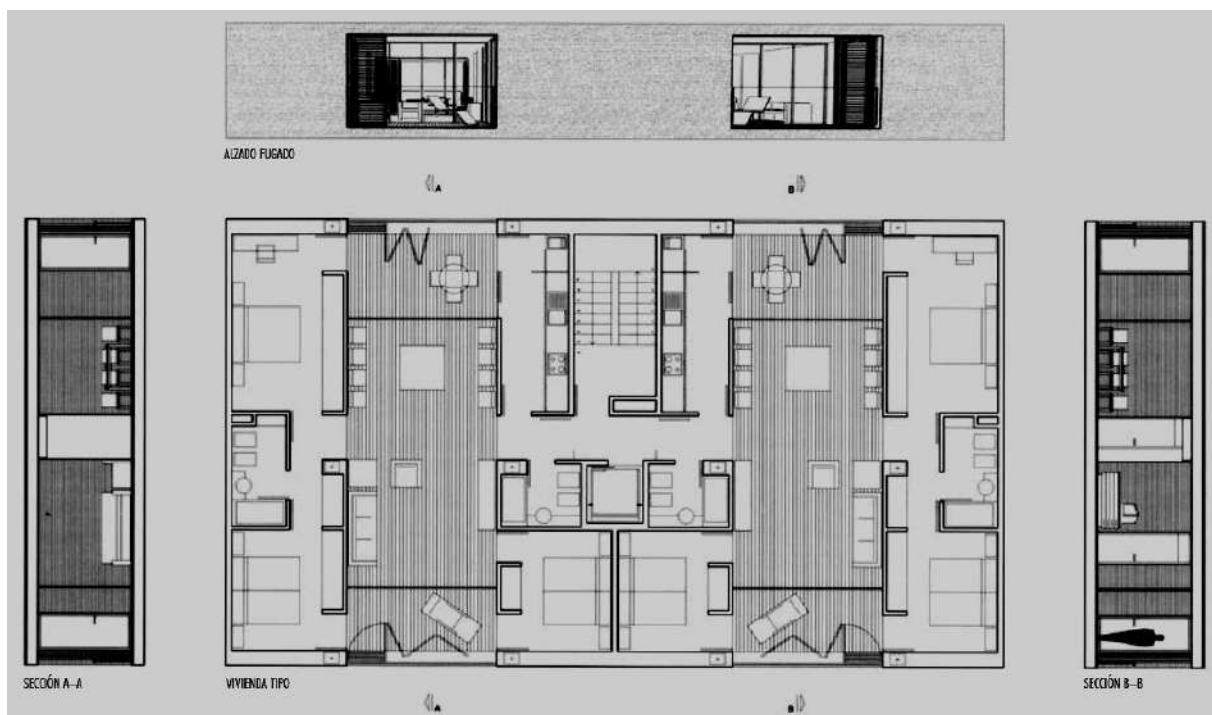 ALZADO FUGADO
A
B
SECCIÓN A–A
VIVIENDA TIPO
SECCIÓN B–B
A
B